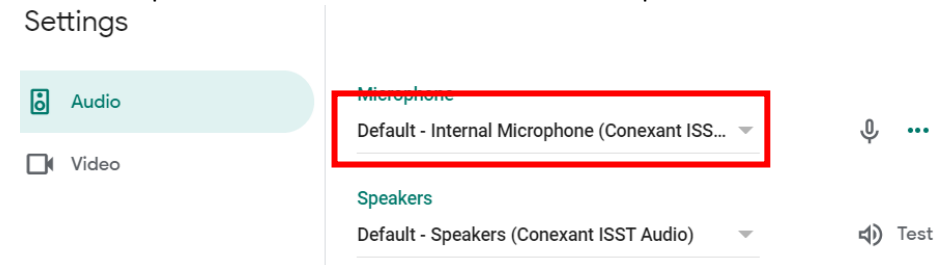 Settings
Audio
Video
Microphone
Default - Internal Microphone (Conexant ISS...
Speakers
Default - Speakers (Conexant ISST Audio)
Test